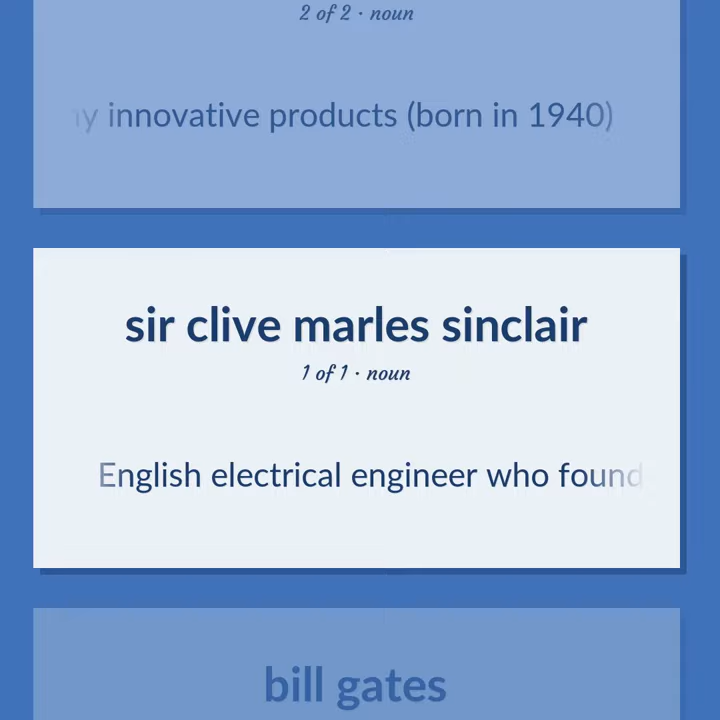 2 of 2 · noun
innovative products (born in 1940)
sir clive marles sinclair
1 of 1 · noun
English electrical engineer who found
bill gates